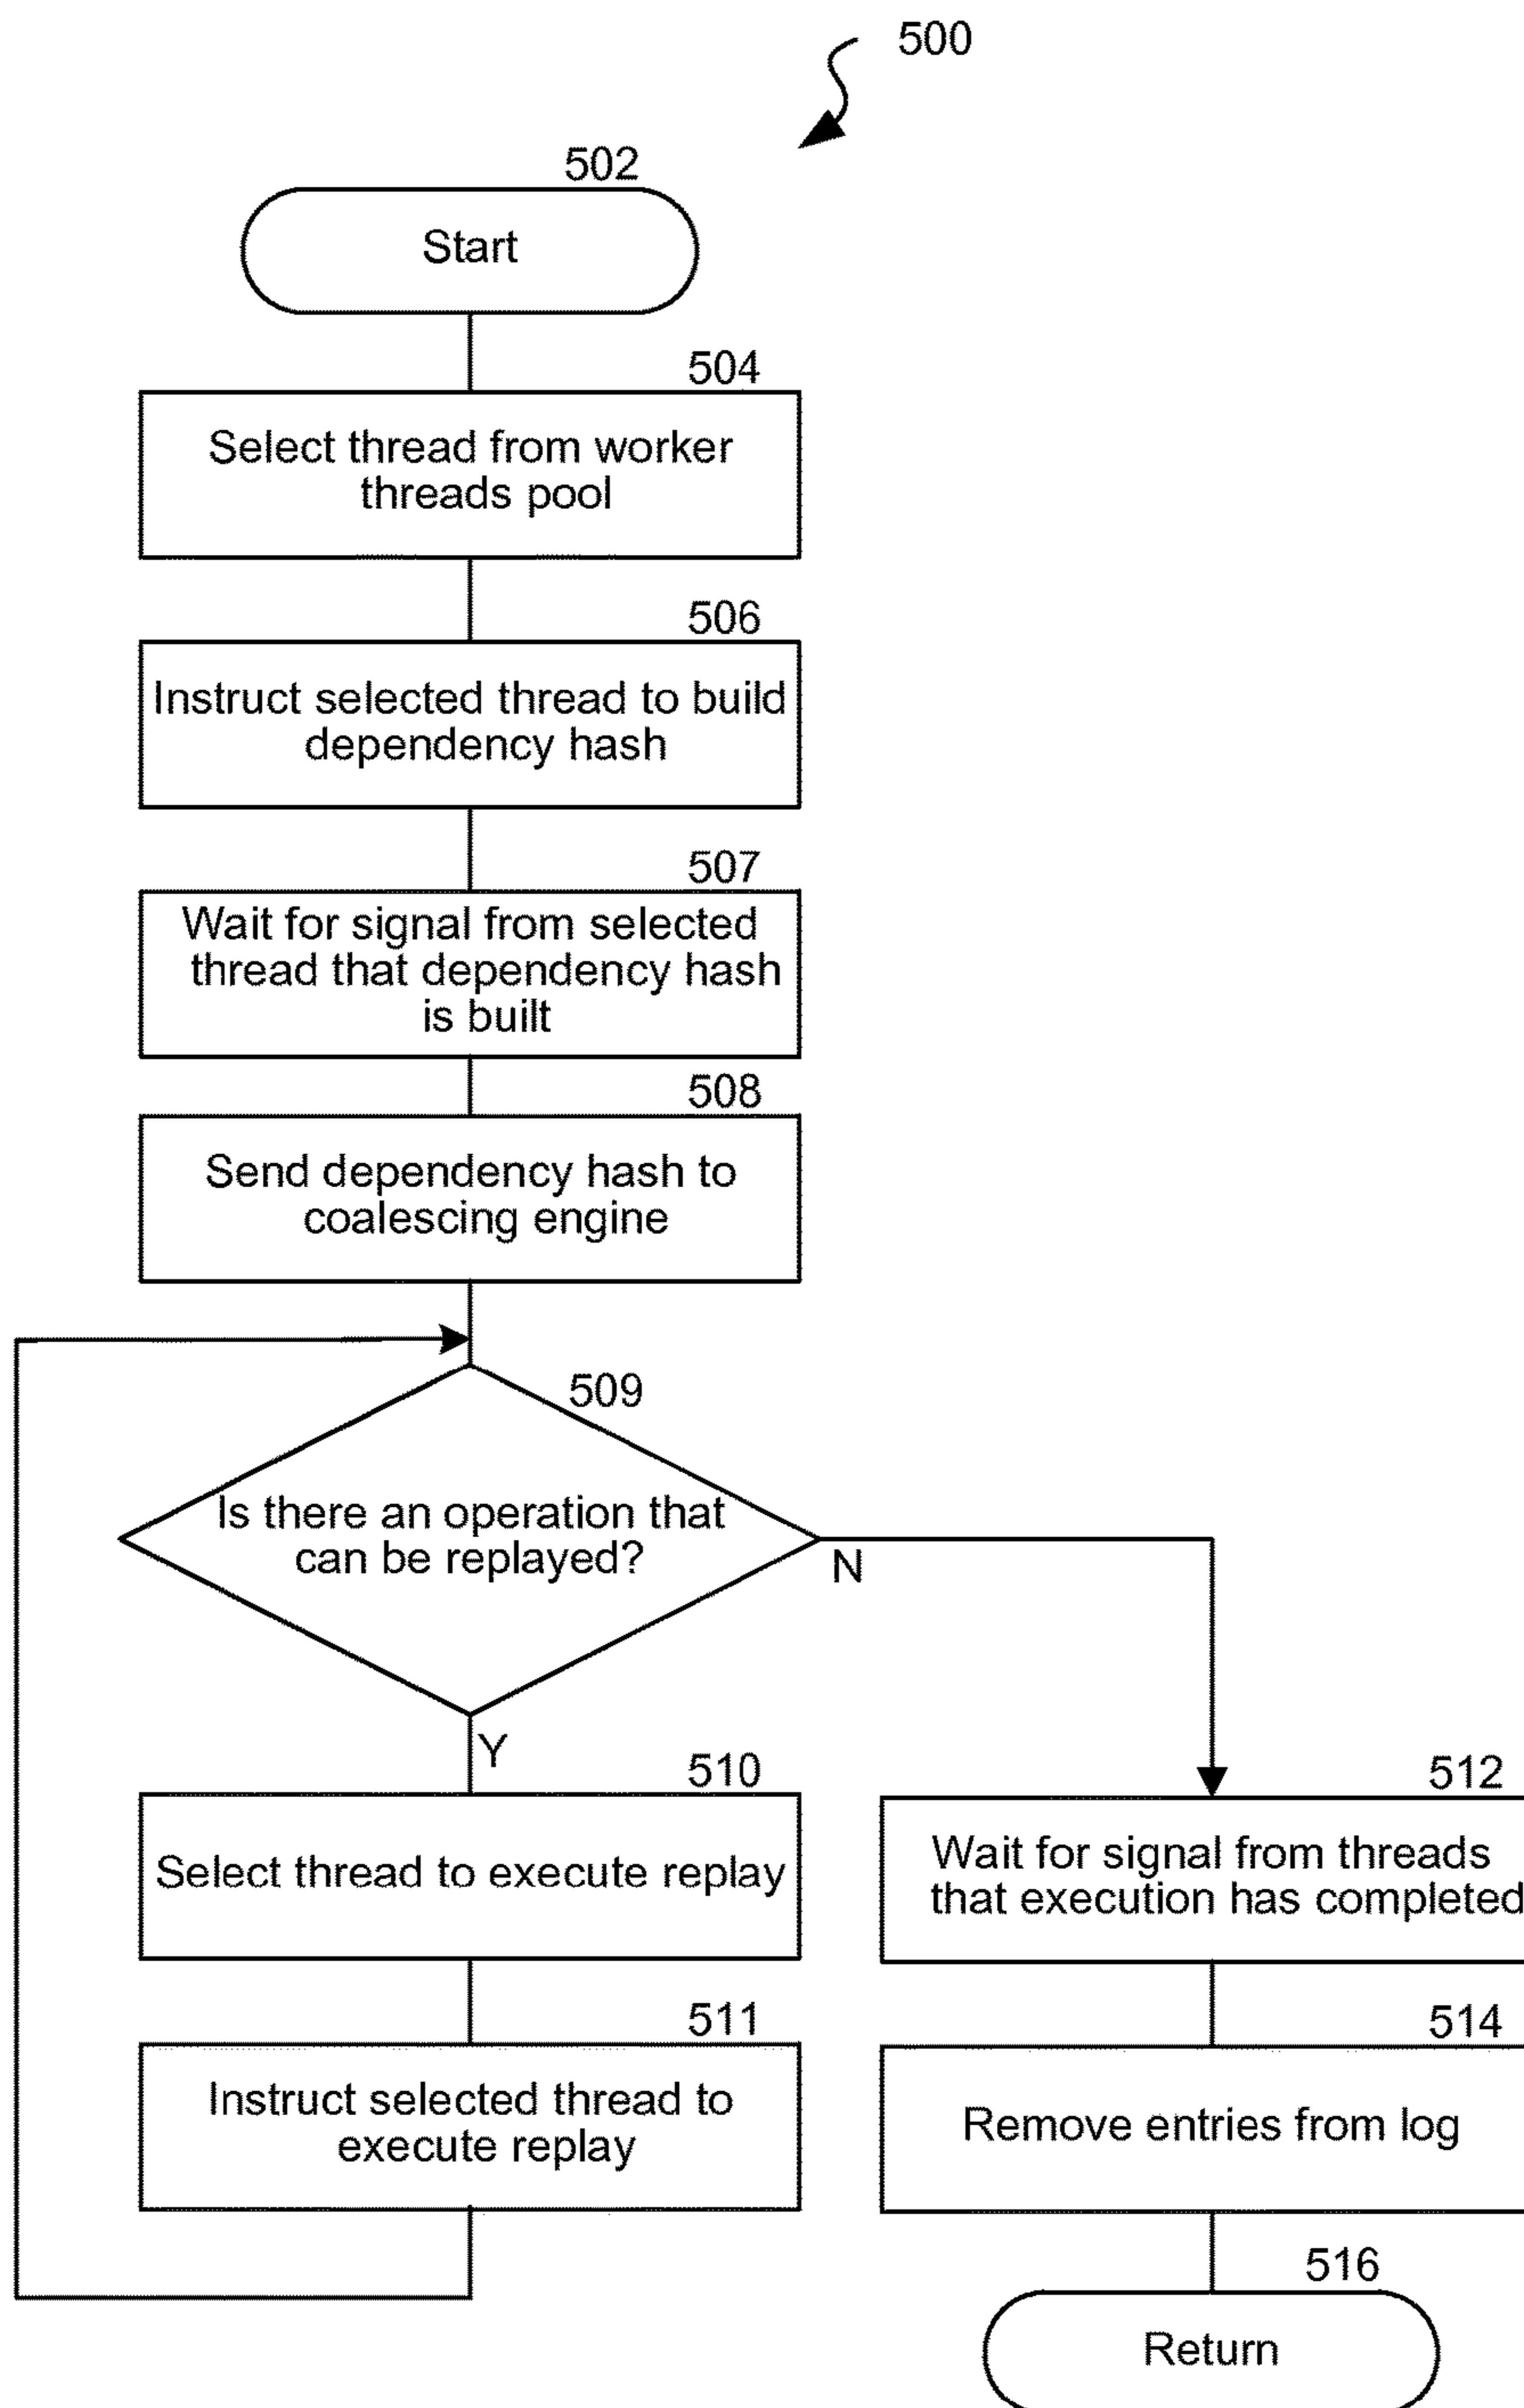 500
502
Start
504
Select thread from worker
threads pool
506
Instruct selected thread to build
dependency hash
507
Wait for signal from selected
thread that dependency hash
is built
508
Send dependency hash to
coalescing engine
509
Is there an operation that
can be replayed?
N
Y
510
Select thread to execute replay
511
Instruct selected thread to
execute replay
512
Wait for signal from threads
that execution has completed
514
Remove entries from log
516
Return